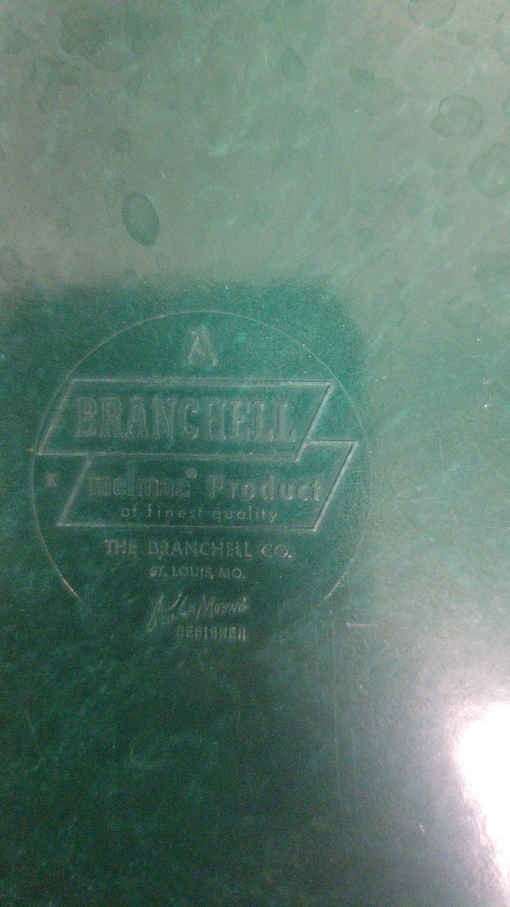 A
BRANCHELL
K
melmac® Product
of finest quality
THE BRANCHELL CO.
ST. LOUIS, MO.
DESIGNER